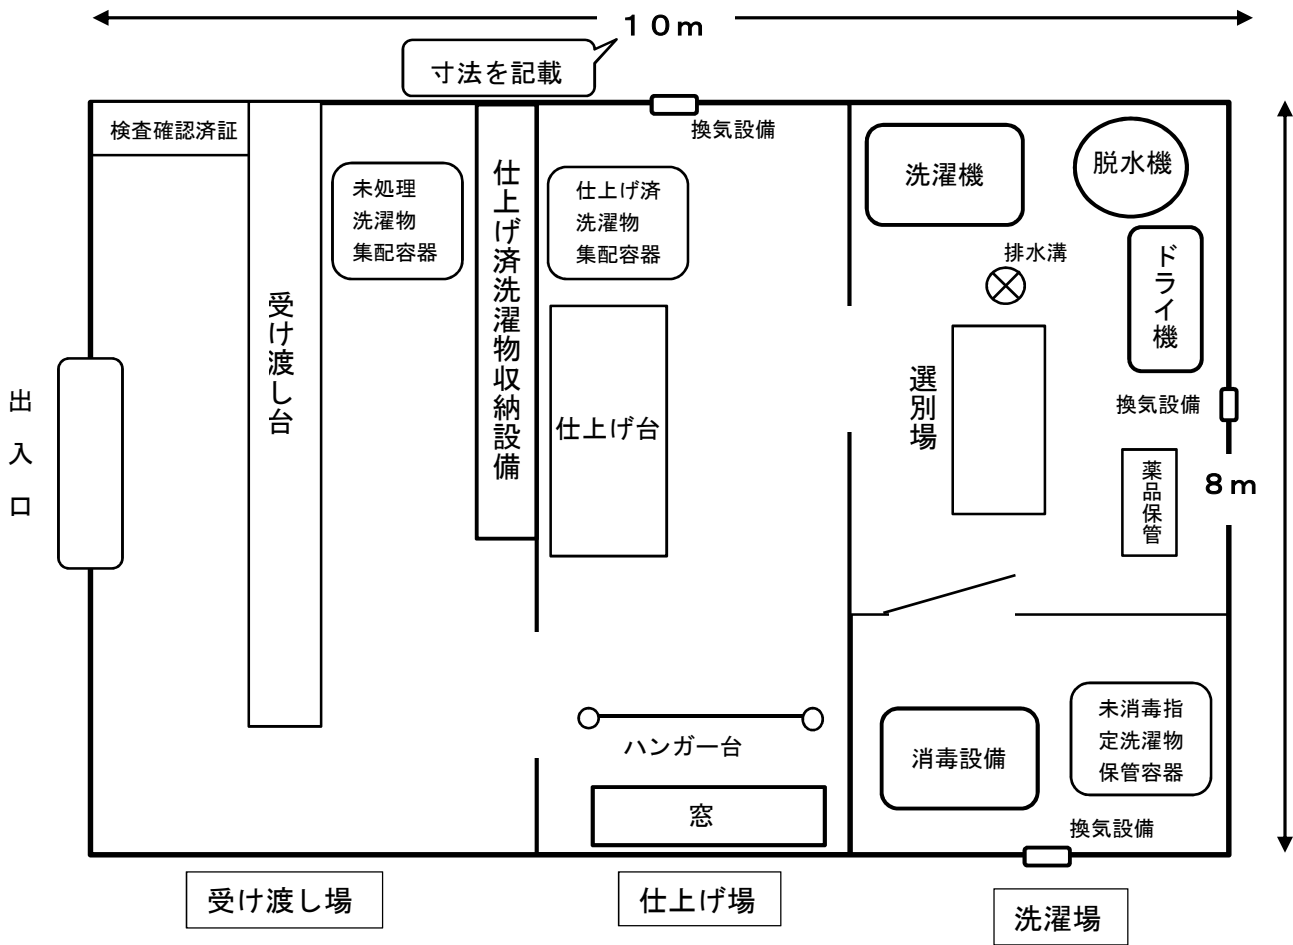 １０ｍ
寸法を記載
検査確認済証
換気設備
未処理
洗濯物
集配容器
仕上げ済洗濯物収納設備
仕上げ済
洗濯物
集配容器
洗濯機
脱水機
排水溝
ドライ機
受け渡し台
出入口
仕上げ台
選別場
換気設備
薬品保管
８ｍ
ハンガー台
窓
消毒設備
未消毒指
定洗濯物
保管容器
換気設備
受け渡し場
仕上げ場
洗濯場